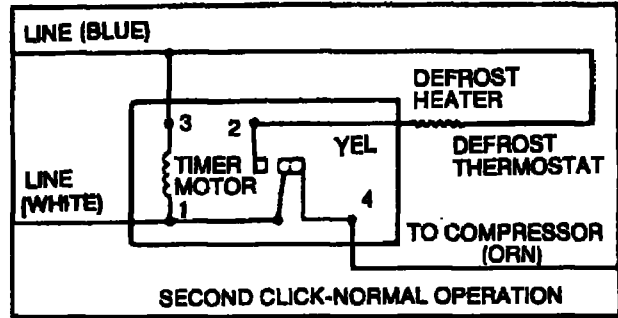 LINE (BLUE)
DEFROST
HEATER
3
2
YEL
DEFROST
THERMOSTAT
TIMER
MOTOR
LINE
(WHITE)
1
4
TO COMPRESSOR
(ORN)
SECOND CLICK-NORMAL OPERATION